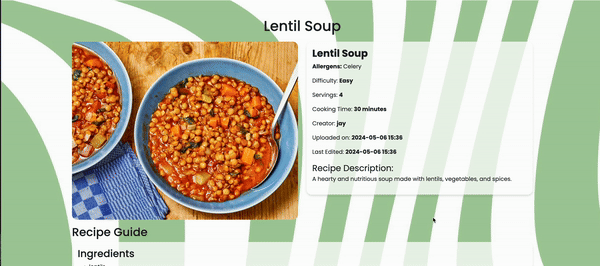 Lentil Soup
Lentil Soup
Allergens: Celery
Difficulty: Easy
Servings: 4
Cooking Time: 30 minutes
Creator: jay
Uploaded on: 2024-05-06 15:36
Last Edited: 2024-05-06 15:36
Recipe Description:
A hearty and nutritious soup made with lentils, vegetables, and spices.
Recipe Guide
Ingredients